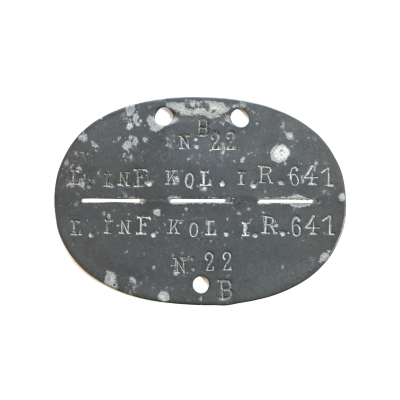 B
N. 22
L. INF. KOL. I.R. 641
L. INF. KOL. I.R. 641
N. 22
B